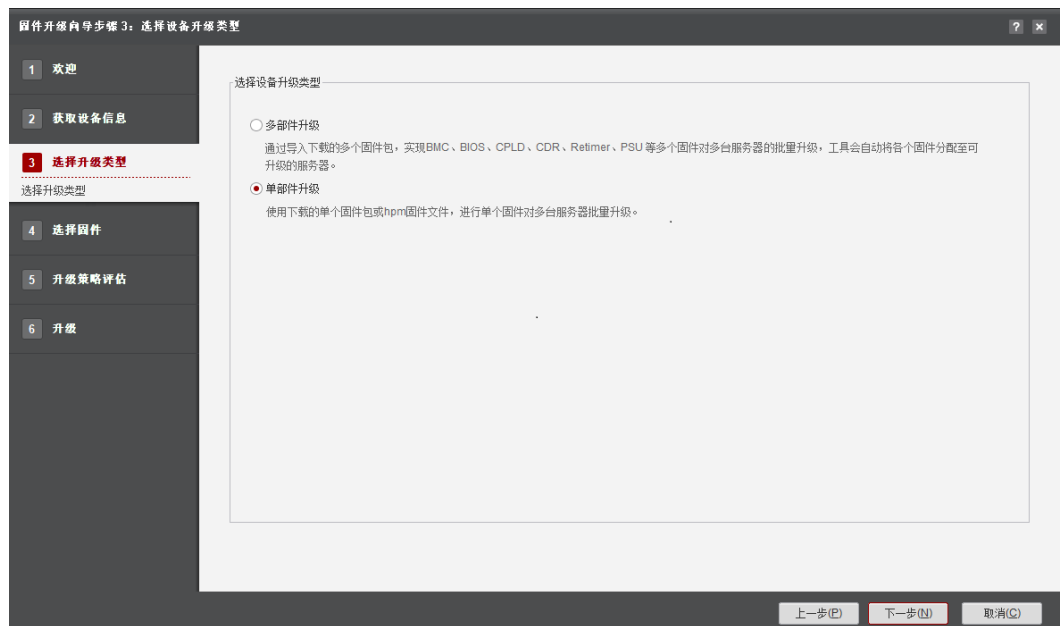 固件升级向导步骤3：选择设备升级类型
? ×
1 欢迎
2 获取设备信息
3 选择升级类型
选择升级类型
4 选择固件
5 升级策略评估
6 升级
选择设备升级类型
多部件升级
通过导入下载的多个固件包，实现BMC、BIOS、CPLD、CDR、Retimer、PSU等多个固件对多台服务器的批量升级，工具会自动将各个固件分配至可
升级的服务器。
单部件升级
使用下载的单个固件包或hpm固件文件，进行单个固件对多台服务器批量升级。
上一步(P) 下一步(N) 取消(C)